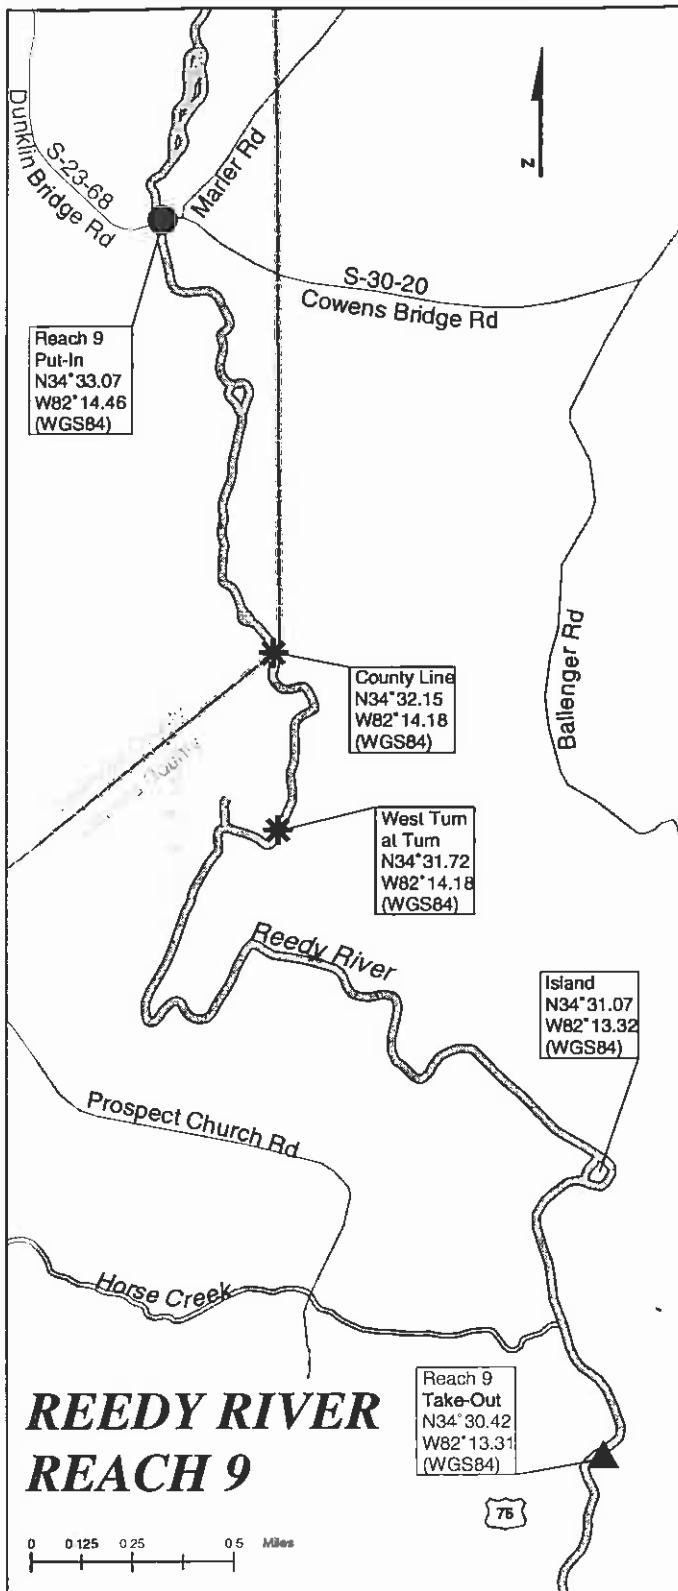 Dunklin Bridge Rd
S-23-68
Marler Rd
z
S-30-20
Cowens Bridge Rd
Reach 9
Put-In
N34°33.07
W82°14.46
(WGS84)
Ballenger Rd
County Line
N34°32.15
W82°14.18
(WGS84)
County
West Turn
at Turn
N34°31.72
W82°14.18
(WGS84)
Reedy River
Island
N34°31.07
W82°13.32
(WGS84)
Prospect Church Rd
Horse Creek
Reach 9
Take-Out
N34°30.42
W82°13.31
(WGS84)
REEDY RIVER
REACH 9
76
0 0.125 0.25 0.5 Miles